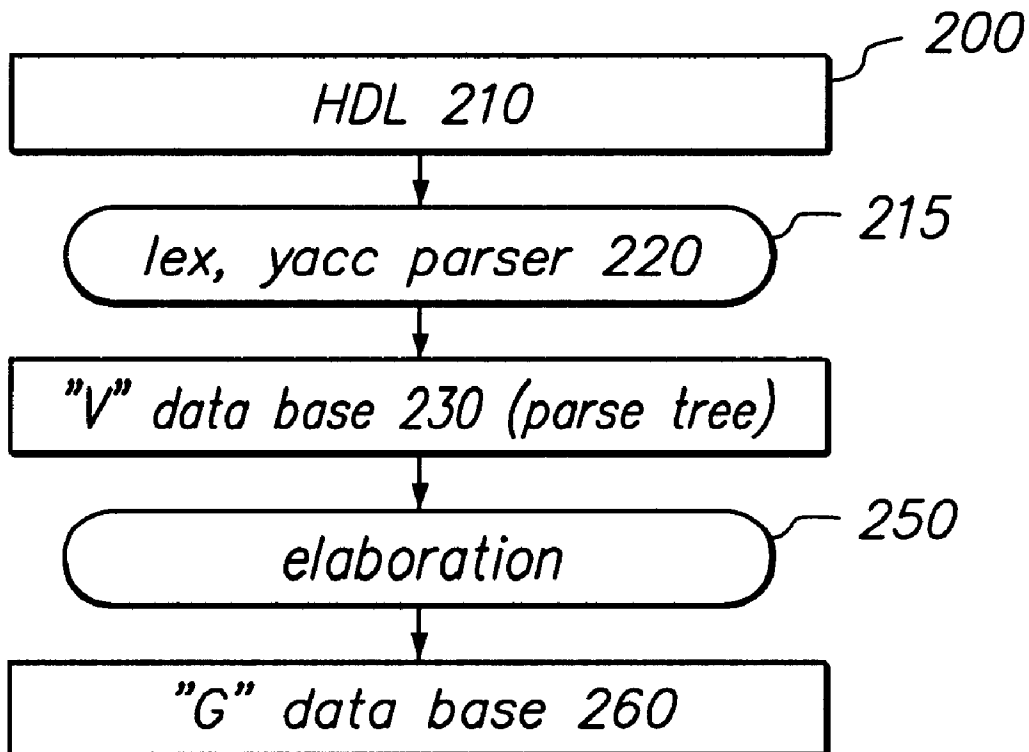 200
HDL 210
215
lex, yacc parser 220
"V" data base 230 (parse tree)
250
elaboration
"G" data base 260